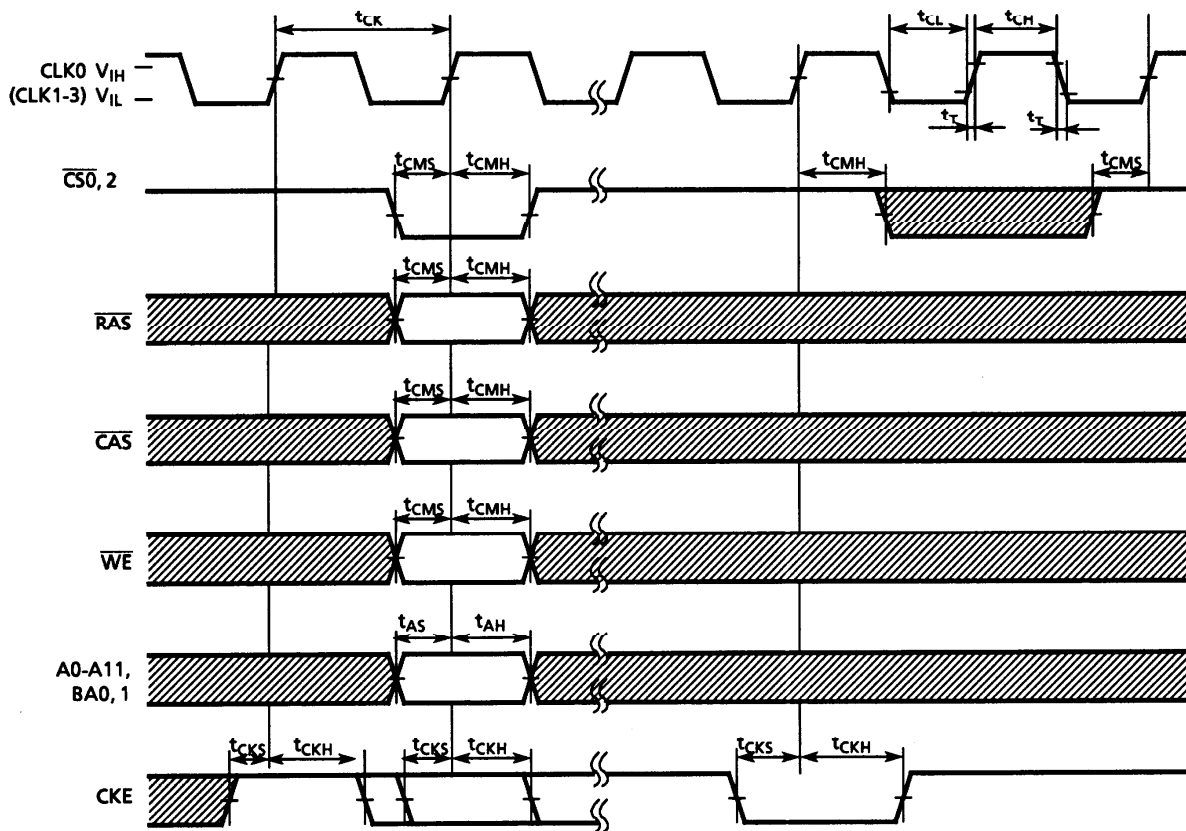 tCK tCL tCH
CLK0 VIH
(CLK1-3) VIL
tT tT
tCMS tCMH tCMH tCMS
CS0, 2
tCMS tCMH
RAS
tCMS tCMH
CAS
tCMS tCMH
WE
tAS tAH
A0-A11,
BA0, 1
tCKS tCKH tCKS tCKH tCKS tCKH
CKE